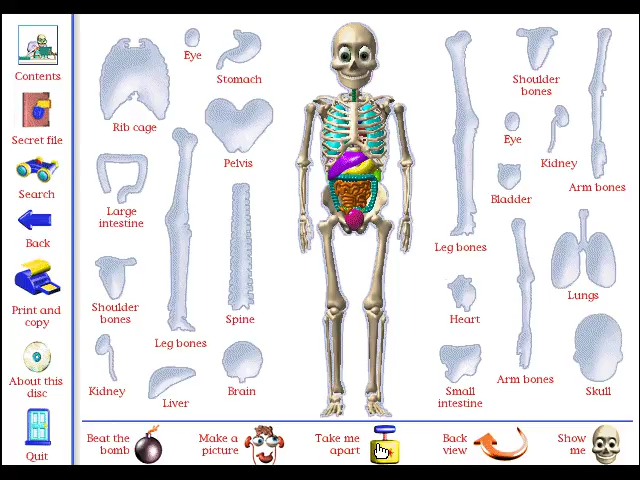 Contents
Secret file
Search
Back
Print and
copy
About this
disc
Quit
Rib cage
Eye
Stomach
Pelvis
Large
intestine
Shoulder
bones
Leg bones
Spine
Kidney
Liver
Brain
Shoulder
bones
Eye
Kidney
Arm bones
Bladder
Leg bones
Lungs
Heart
Small
intestine
Arm bones
Skull
Beat the
bomb
Make a
picture
Take me
apart
Back
view
Show
me